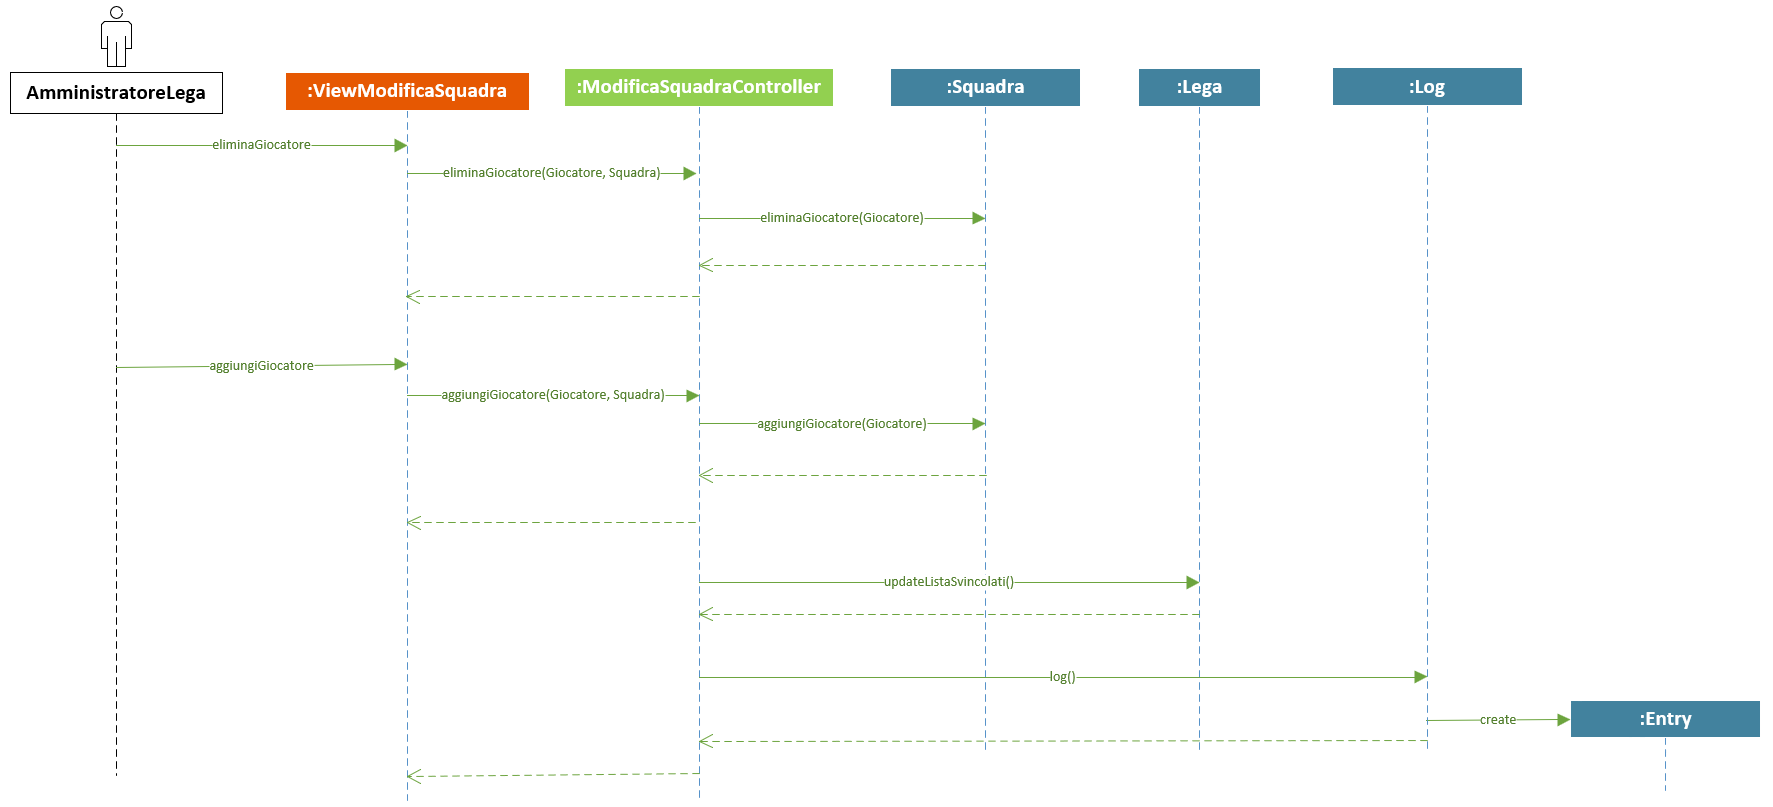 AmministratoreLega
:ViewModificaSquadra
:ModificaSquadraController
:Squadra
:Lega
:Log
eliminaGiocatore
eliminaGiocatore(Giocatore, Squadra)
eliminaGiocatore(Giocatore)
aggiungiGiocatore
aggiungiGiocatore(Giocatore, Squadra)
aggiungiGiocatore(Giocatore)
updateListaSvincolati()
log()
create
:Entry